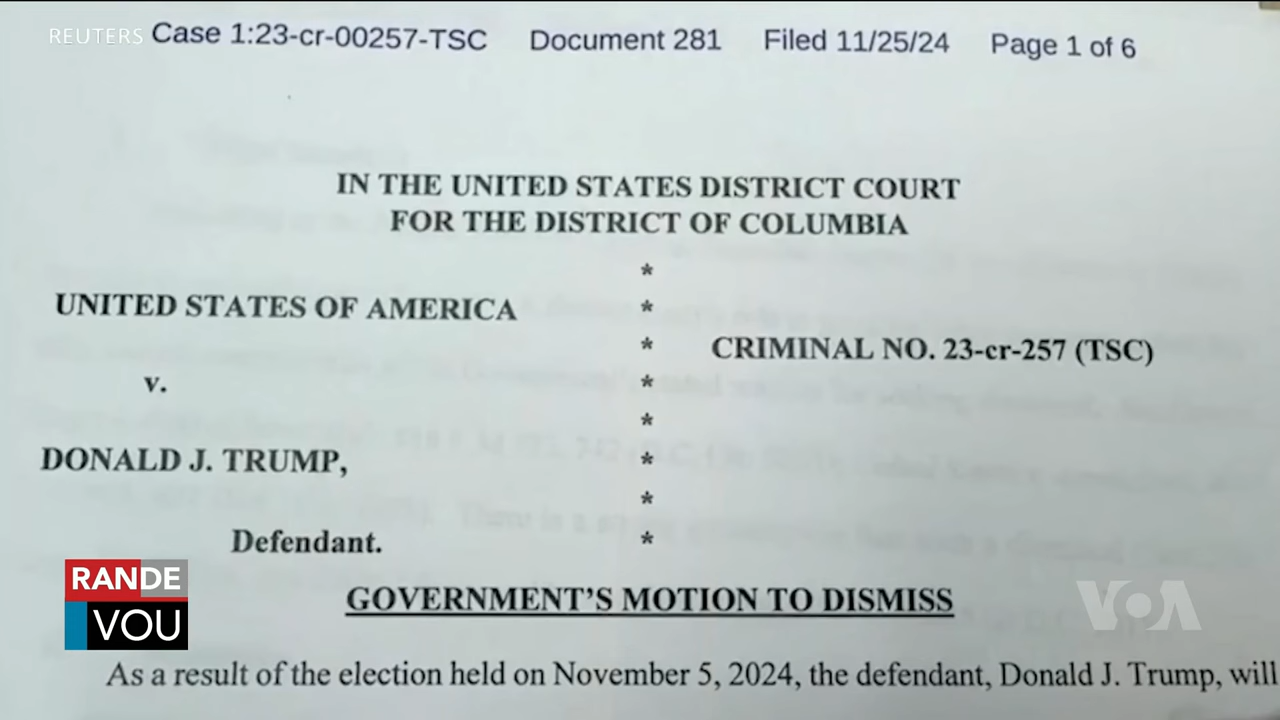 REUTERS Case 1:23-cr-00257-TSC Document 281 Filed 11/25/24 Page 1 of 6
IN THE UNITED STATES DISTRICT COURT
FOR THE DISTRICT OF COLUMBIA
*
UNITED STATES OF AMERICA *
* CRIMINAL NO. 23-cr-257 (TSC)
v. *
*
DONALD J. TRUMP, *
*
Defendant. *
RANDE
VOU
GOVERNMENT'S MOTION TO DISMISS
VOA
As a result of the election held on November 5, 2024, the defendant, Donald J. Trump, will